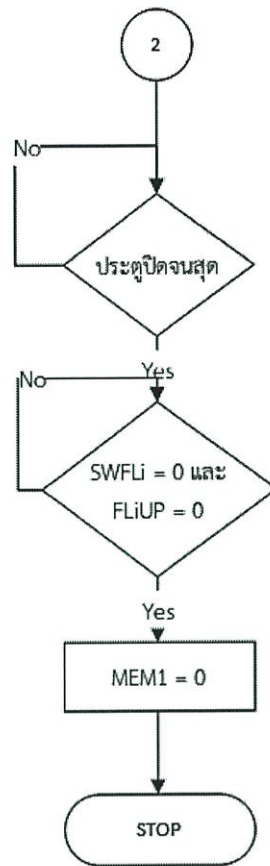 2
No
ประตูปิดจนสุด
Yes
No
SWFLi = 0 และ
FLiUP = 0
Yes
MEM1 = 0
STOP